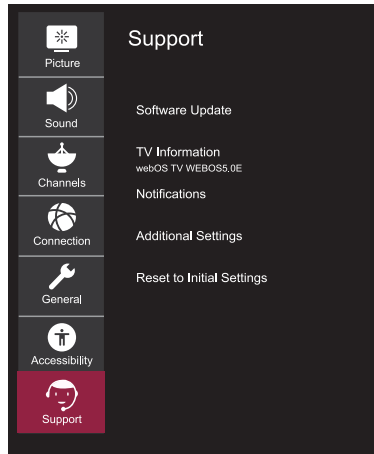 Picture
Sound
Channels
Connection
General
Accessibility
Support
Support
Software Update
TV Information
webOS TV WEBOS5.0E
Notifications
Additional Settings
Reset to Initial Settings